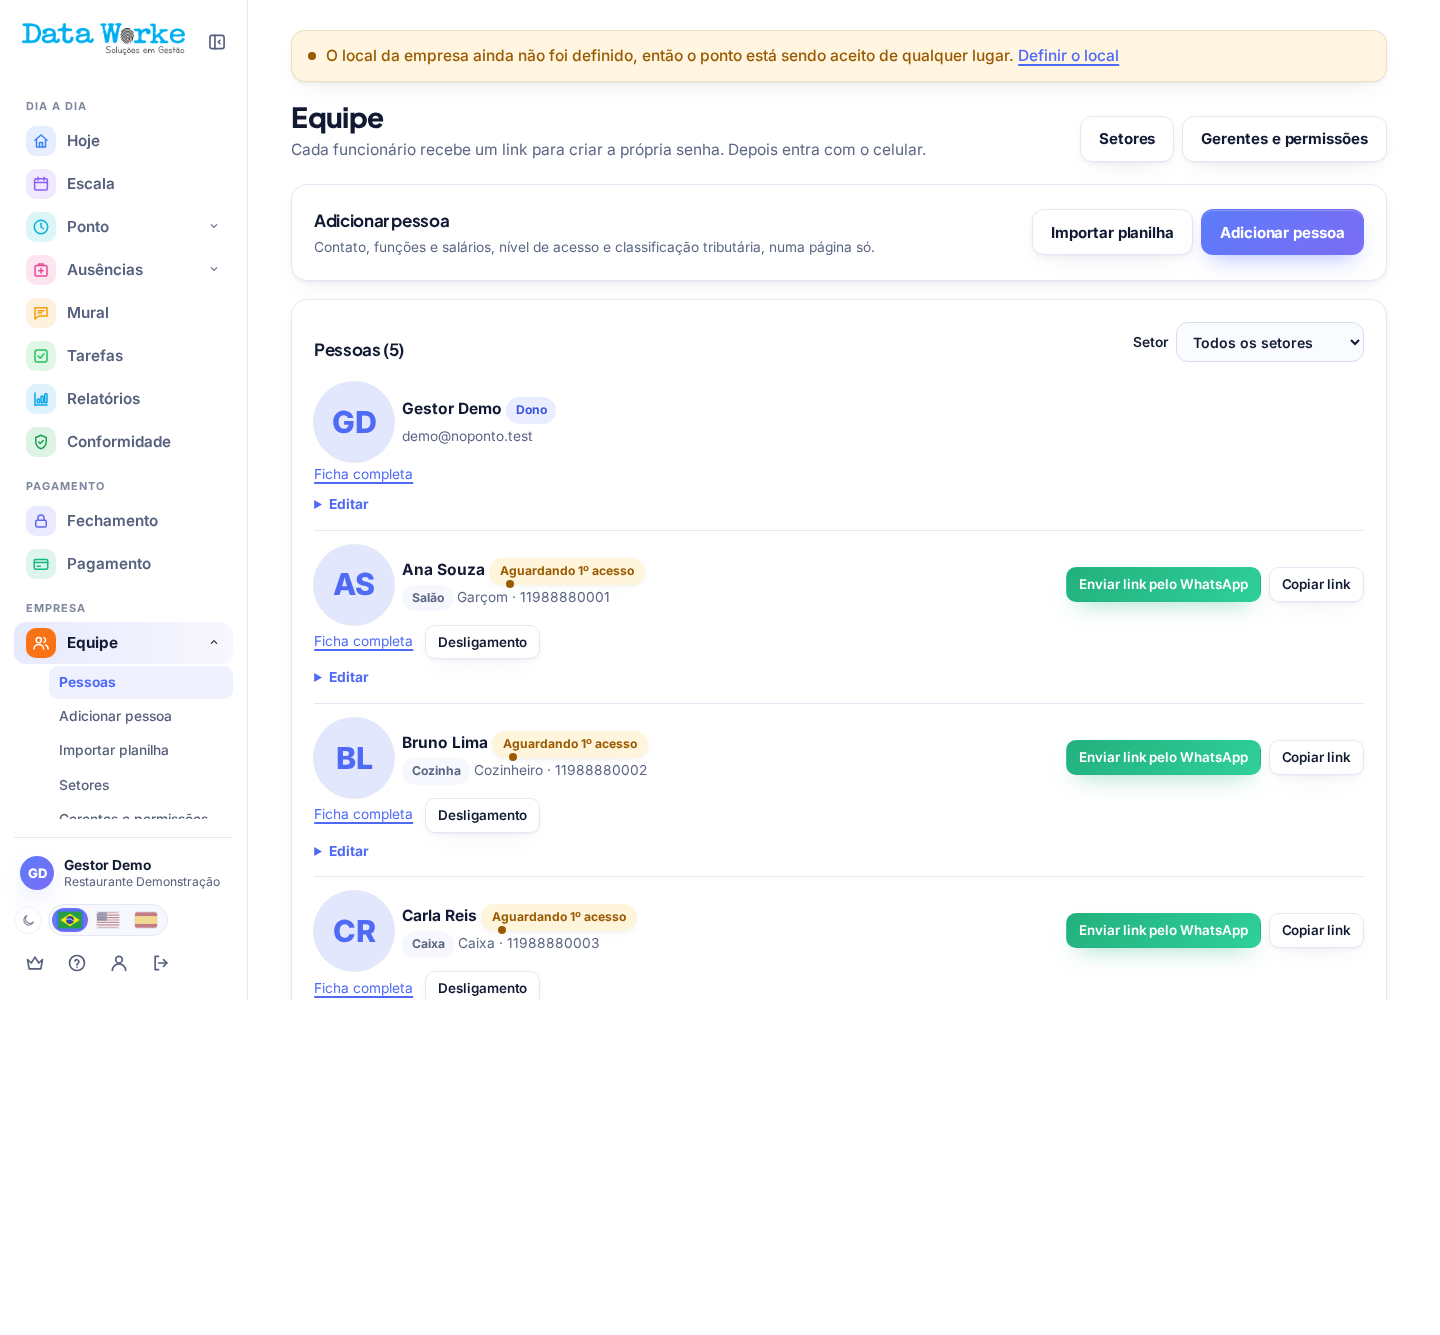 Data Worke
Soluções em Gestão
O local da empresa ainda não foi definido, então o ponto está sendo aceito de qualquer lugar. Definir o local
DIA A DIA
Hoje
Escala
Ponto
Ausências
Mural
Tarefas
Relatórios
Conformidade
PAGAMENTO
Fechamento
Pagamento
EMPRESA
Equipe
Pessoas
Adicionar pessoa
Importar planilha
Setores
Gerentes e permissões
GD
Gestor Demo
Restaurante Demonstração
Equipe
Cada funcionário recebe um link para criar a própria senha. Depois entra com o celular.
Setores
Gerentes e permissões
Adicionar pessoa
Contato, funções e salários, nível de acesso e classificação tributária, numa página só.
Importar planilha
Adicionar pessoa
Pessoas (5)
Setor
Todos os setores
GD
Gestor Demo Dono
demo@noponto.test
Ficha completa
Editar
AS
Ana Souza Aguardando 1º acesso
Salão Garçom · 11988880001
Enviar link pelo WhatsApp
Copiar link
Ficha completa
Desligamento
Editar
BL
Bruno Lima Aguardando 1º acesso
Cozinha Cozinheiro · 11988880002
Enviar link pelo WhatsApp
Copiar link
Ficha completa
Desligamento
Editar
CR
Carla Reis Aguardando 1º acesso
Caixa Caixa · 11988880003
Enviar link pelo WhatsApp
Copiar link
Ficha completa
Desligamento